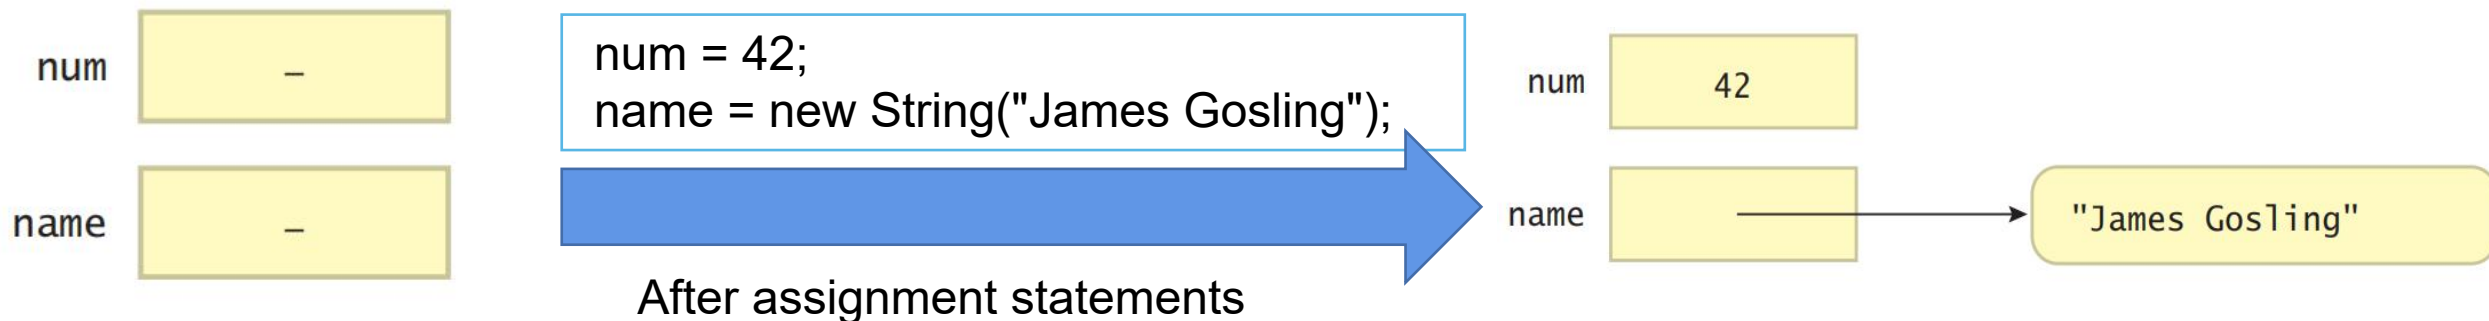 num
–
name
–
num = 42;
name = new String("James Gosling");
After assignment statements
num
42
name
"James Gosling"